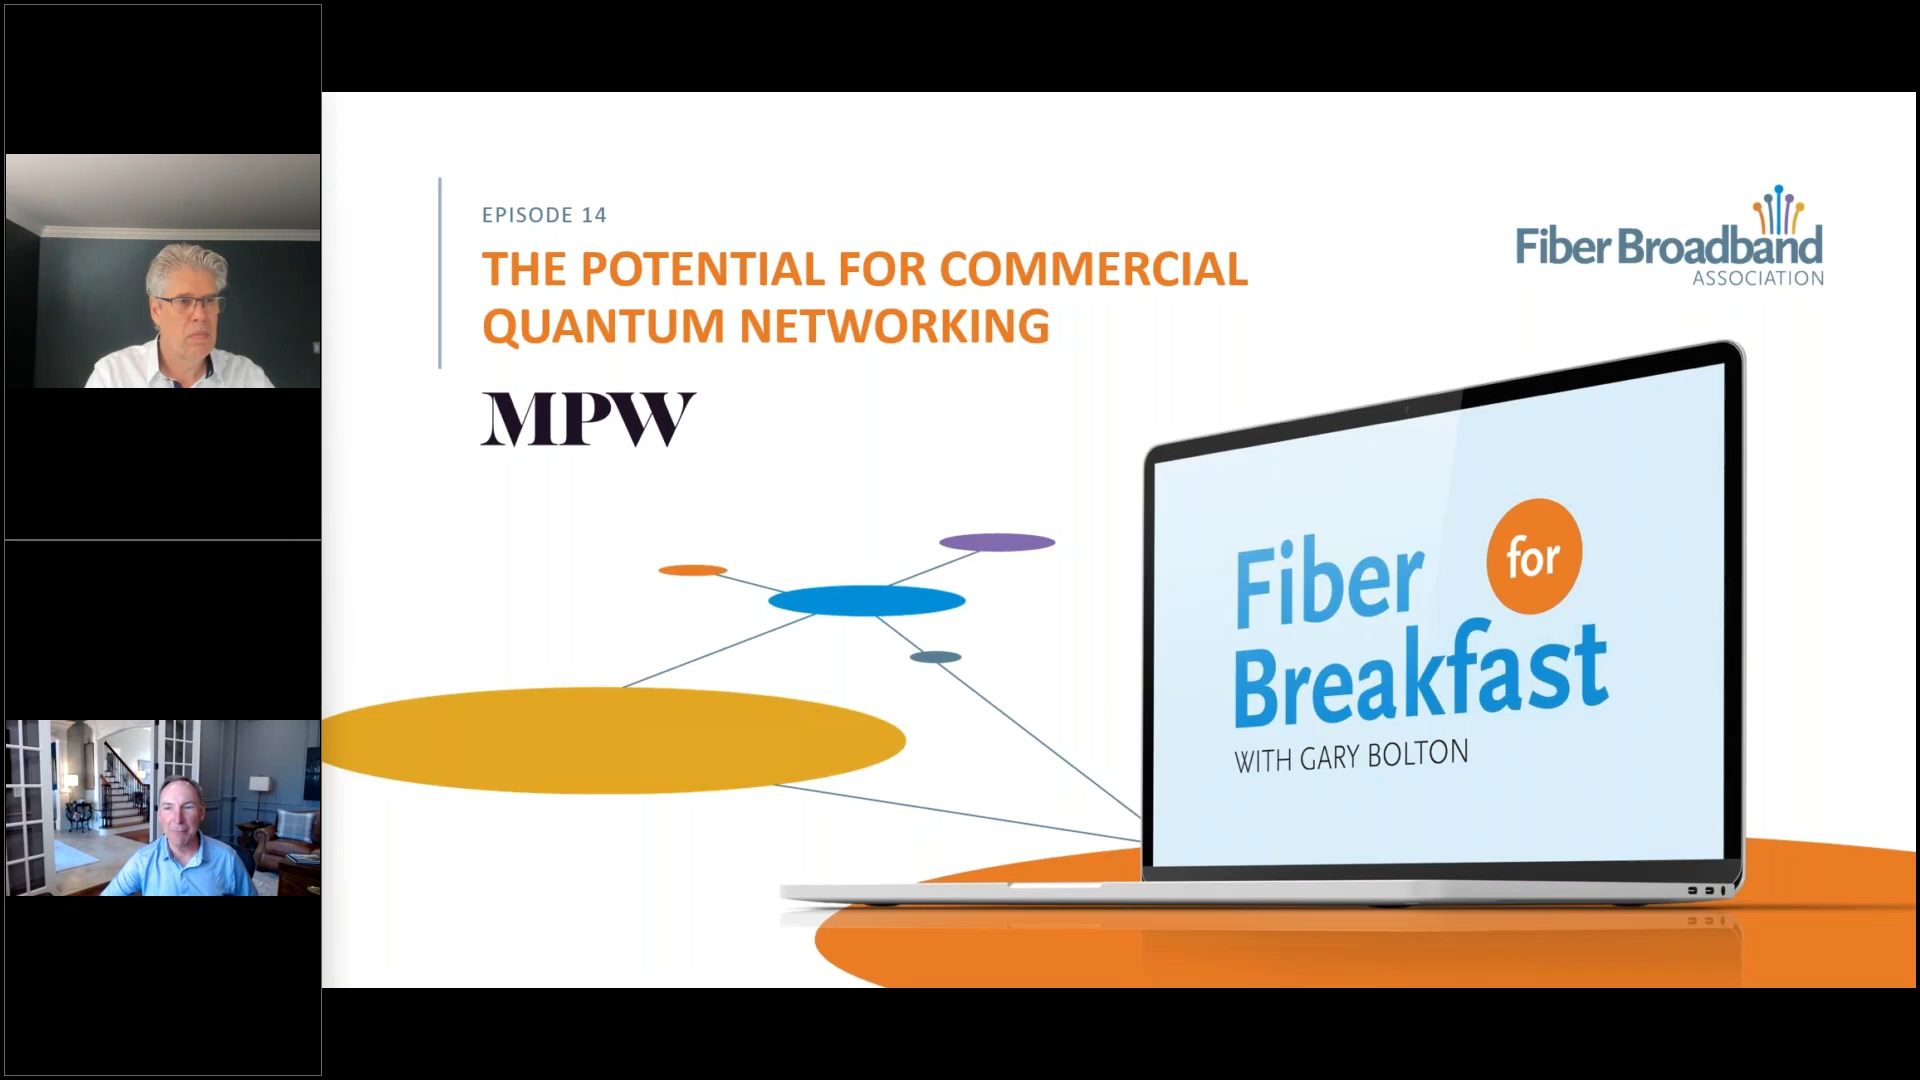 EPISODE 14
THE POTENTIAL FOR COMMERCIAL
QUANTUM NETWORKING
MPW
Fiber Broadband
ASSOCIATION
Fiber for
Breakfast
WITH GARY BOLTON